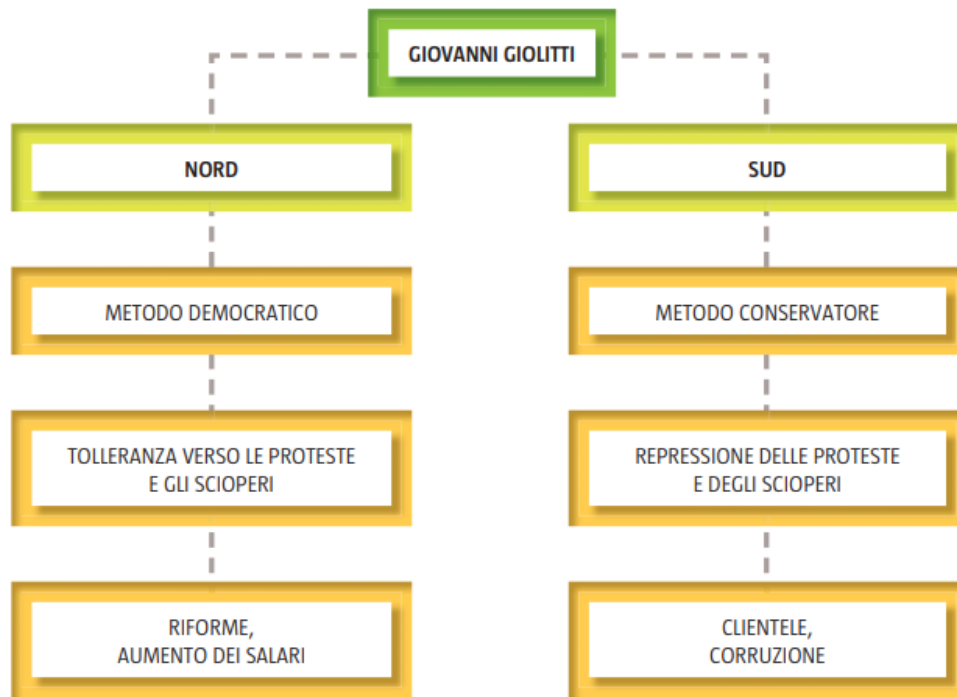 GIOVANNI GIOLITTI
NORD
SUD
METODO DEMOCRATICO
METODO CONSERVATORE
TOLLERANZA VERSO LE PROTESTE
E GLI SCIOPERI
REPRESSIONE DELLE PROTESTE
E DEGLI SCIOPERI
RIFORME,
AUMENTO DEI SALARI
CLIENTELE,
CORRUZIONE